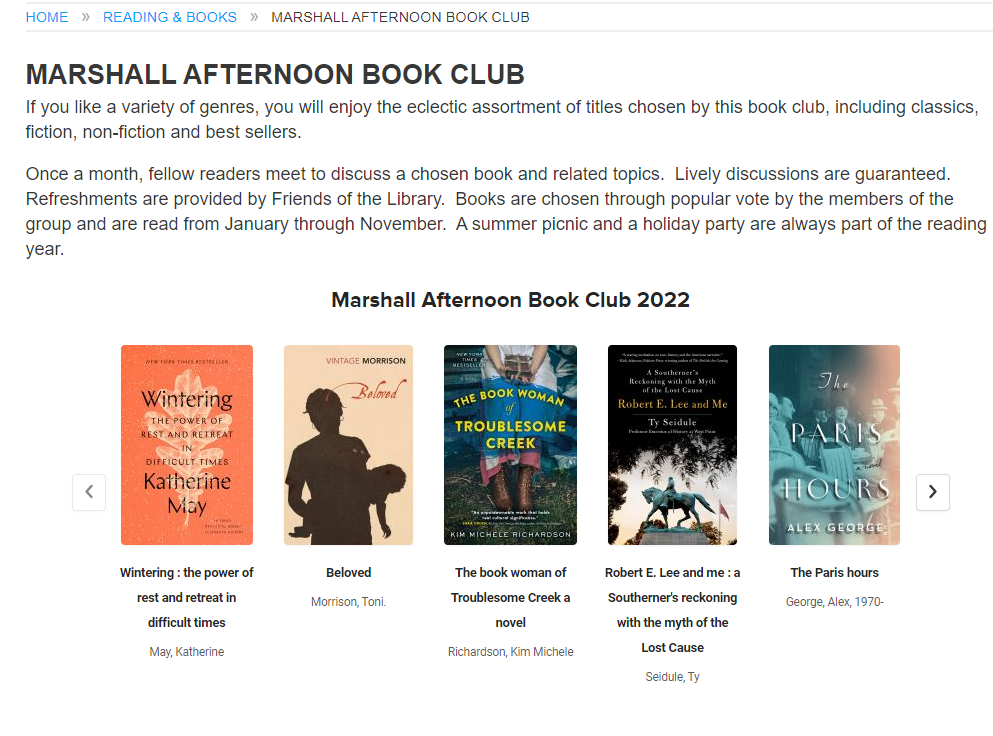 HOME » READING & BOOKS » MARSHALL AFTERNOON BOOK CLUB
MARSHALL AFTERNOON BOOK CLUB
If you like a variety of genres, you will enjoy the eclectic assortment of titles chosen by this book club, including classics,
fiction, non-fiction and best sellers.
Once a month, fellow readers meet to discuss a chosen book and related topics.  Lively discussions are guaranteed.
Refreshments are provided by Friends of the Library.  Books are chosen through popular vote by the members of the
group and are read from January through November.  A summer picnic and a holiday party are always part of the reading
year.
Marshall Afternoon Book Club 2022
NEW YORK TIMES BESTSELLER
Wintering
THE POWER OF
REST AND RETREAT
IN
DIFFICULT TIMES
Katherine
May
VINTAGE MORRISON
Beloved
NEW YORK
TIMES
BESTSELLER
THE BOOK WOMAN
of
TROUBLESOME
CREEK
"An unputdownable work that holds
real cultural significance."
KIM MICHELE RICHARDSON
A Southerner's
Reckoning with the Myth
of the Lost Cause
Robert E. Lee and Me
Ty Seidule
Professor Emeritus of History at West Point
The
PARIS
a novel
HOURS
ALEX GEORGE
Wintering : the power of
rest and retreat in
difficult times
May, Katherine
Beloved
Morrison, Toni.
The book woman of
Troublesome Creek a
novel
Richardson, Kim Michele
Robert E. Lee and me : a
Southerner's reckoning
with the myth of the
Lost Cause
Seidule, Ty
The Paris hours
George, Alex, 1970-